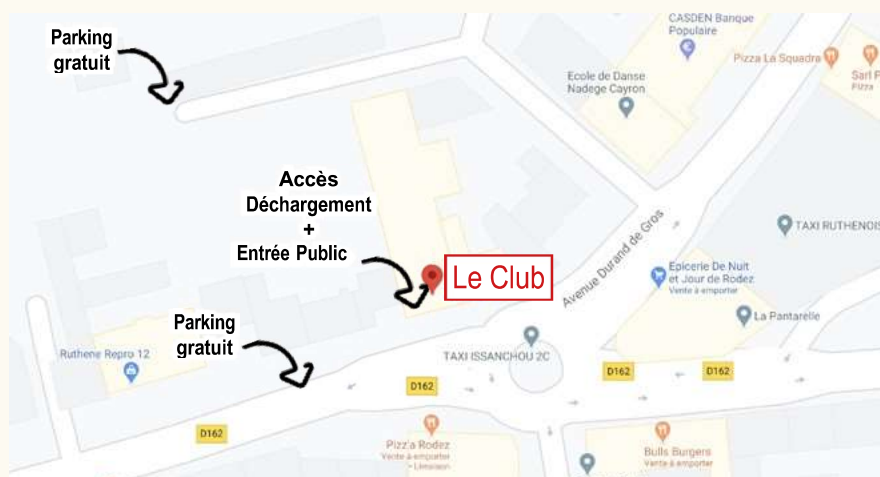 Parking
gratuit
CASDEN Banque
Populaire
Pizza La Squadra
Sarl P
Pizza
Ecole de Danse
Nadege Cayron
Accès
Déchargement
+
Entrée Public
Le Club
Avenue Durand de Gros
TAXI RUTHENOIS
Epicerie De Nuit
et Jour de Rodez
Vente à emporter
La Pantarelle
Parking
gratuit
Ruthene Repro 12
TAXI ISSANCHOU 2C
D162
D162
D162
D162
Pizz'a Rodez
Vente à emporter
- Livraison
Bulls Burgers
Vente à emporter